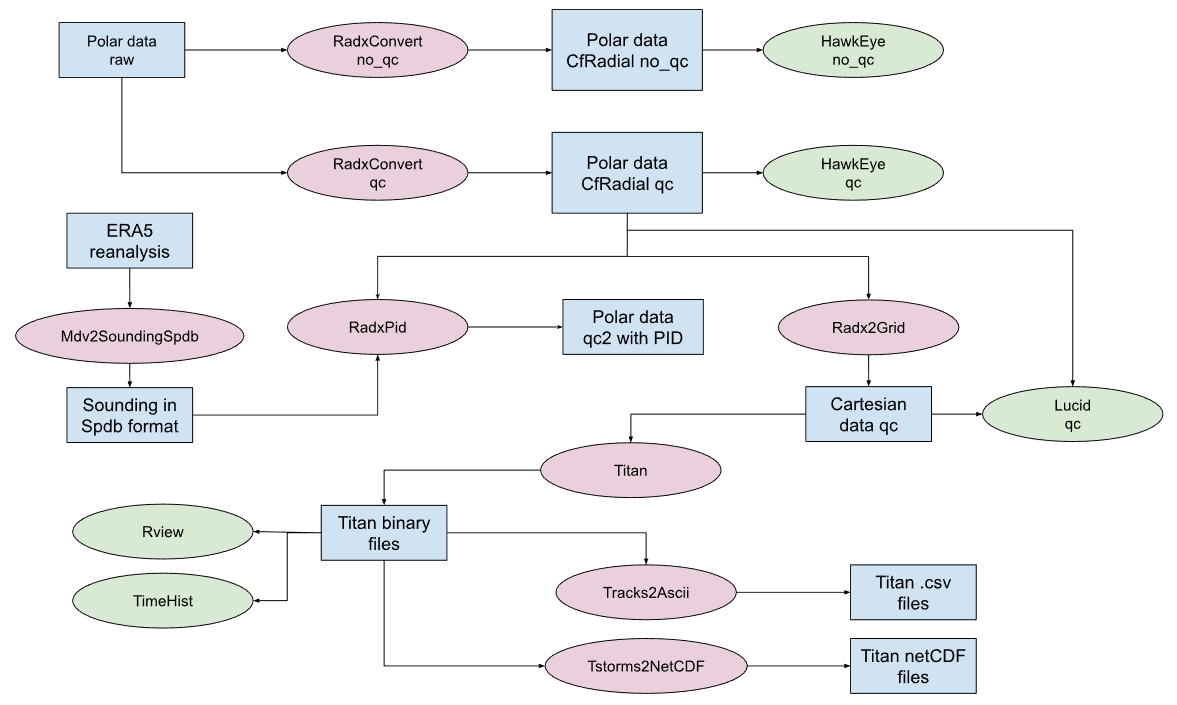 Polar data
raw
RadxConvert
no_qc
Polar data
CfRadial no_qc
HawkEye
no_qc
RadxConvert
qc
Polar data
CfRadial qc
HawkEye
qc
ERA5
reanalysis
Mdv2SoundingSpdb
RadxPid
Polar data
qc2 with PID
Radx2Grid
Sounding in
Spdb format
Cartesian
data qc
Lucid
qc
Titan
Rview
Titan binary
files
TimeHist
Tracks2Ascii
Titan .csv
files
Tstorms2NetCDF
Titan netCDF
files